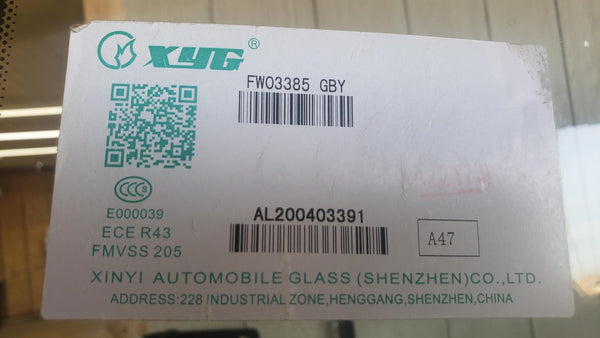 XYG®
FW03385 GBY
CCC S
E000039
AL200403391
ECE R43
A47
FMVSS 205
XINYI AUTOMOBILE GLASS (SHENZHEN)CO.,LTD.
ADDRESS:228 INDUSTRIAL ZONE,HENGGANG,SHENZHEN,CHINA